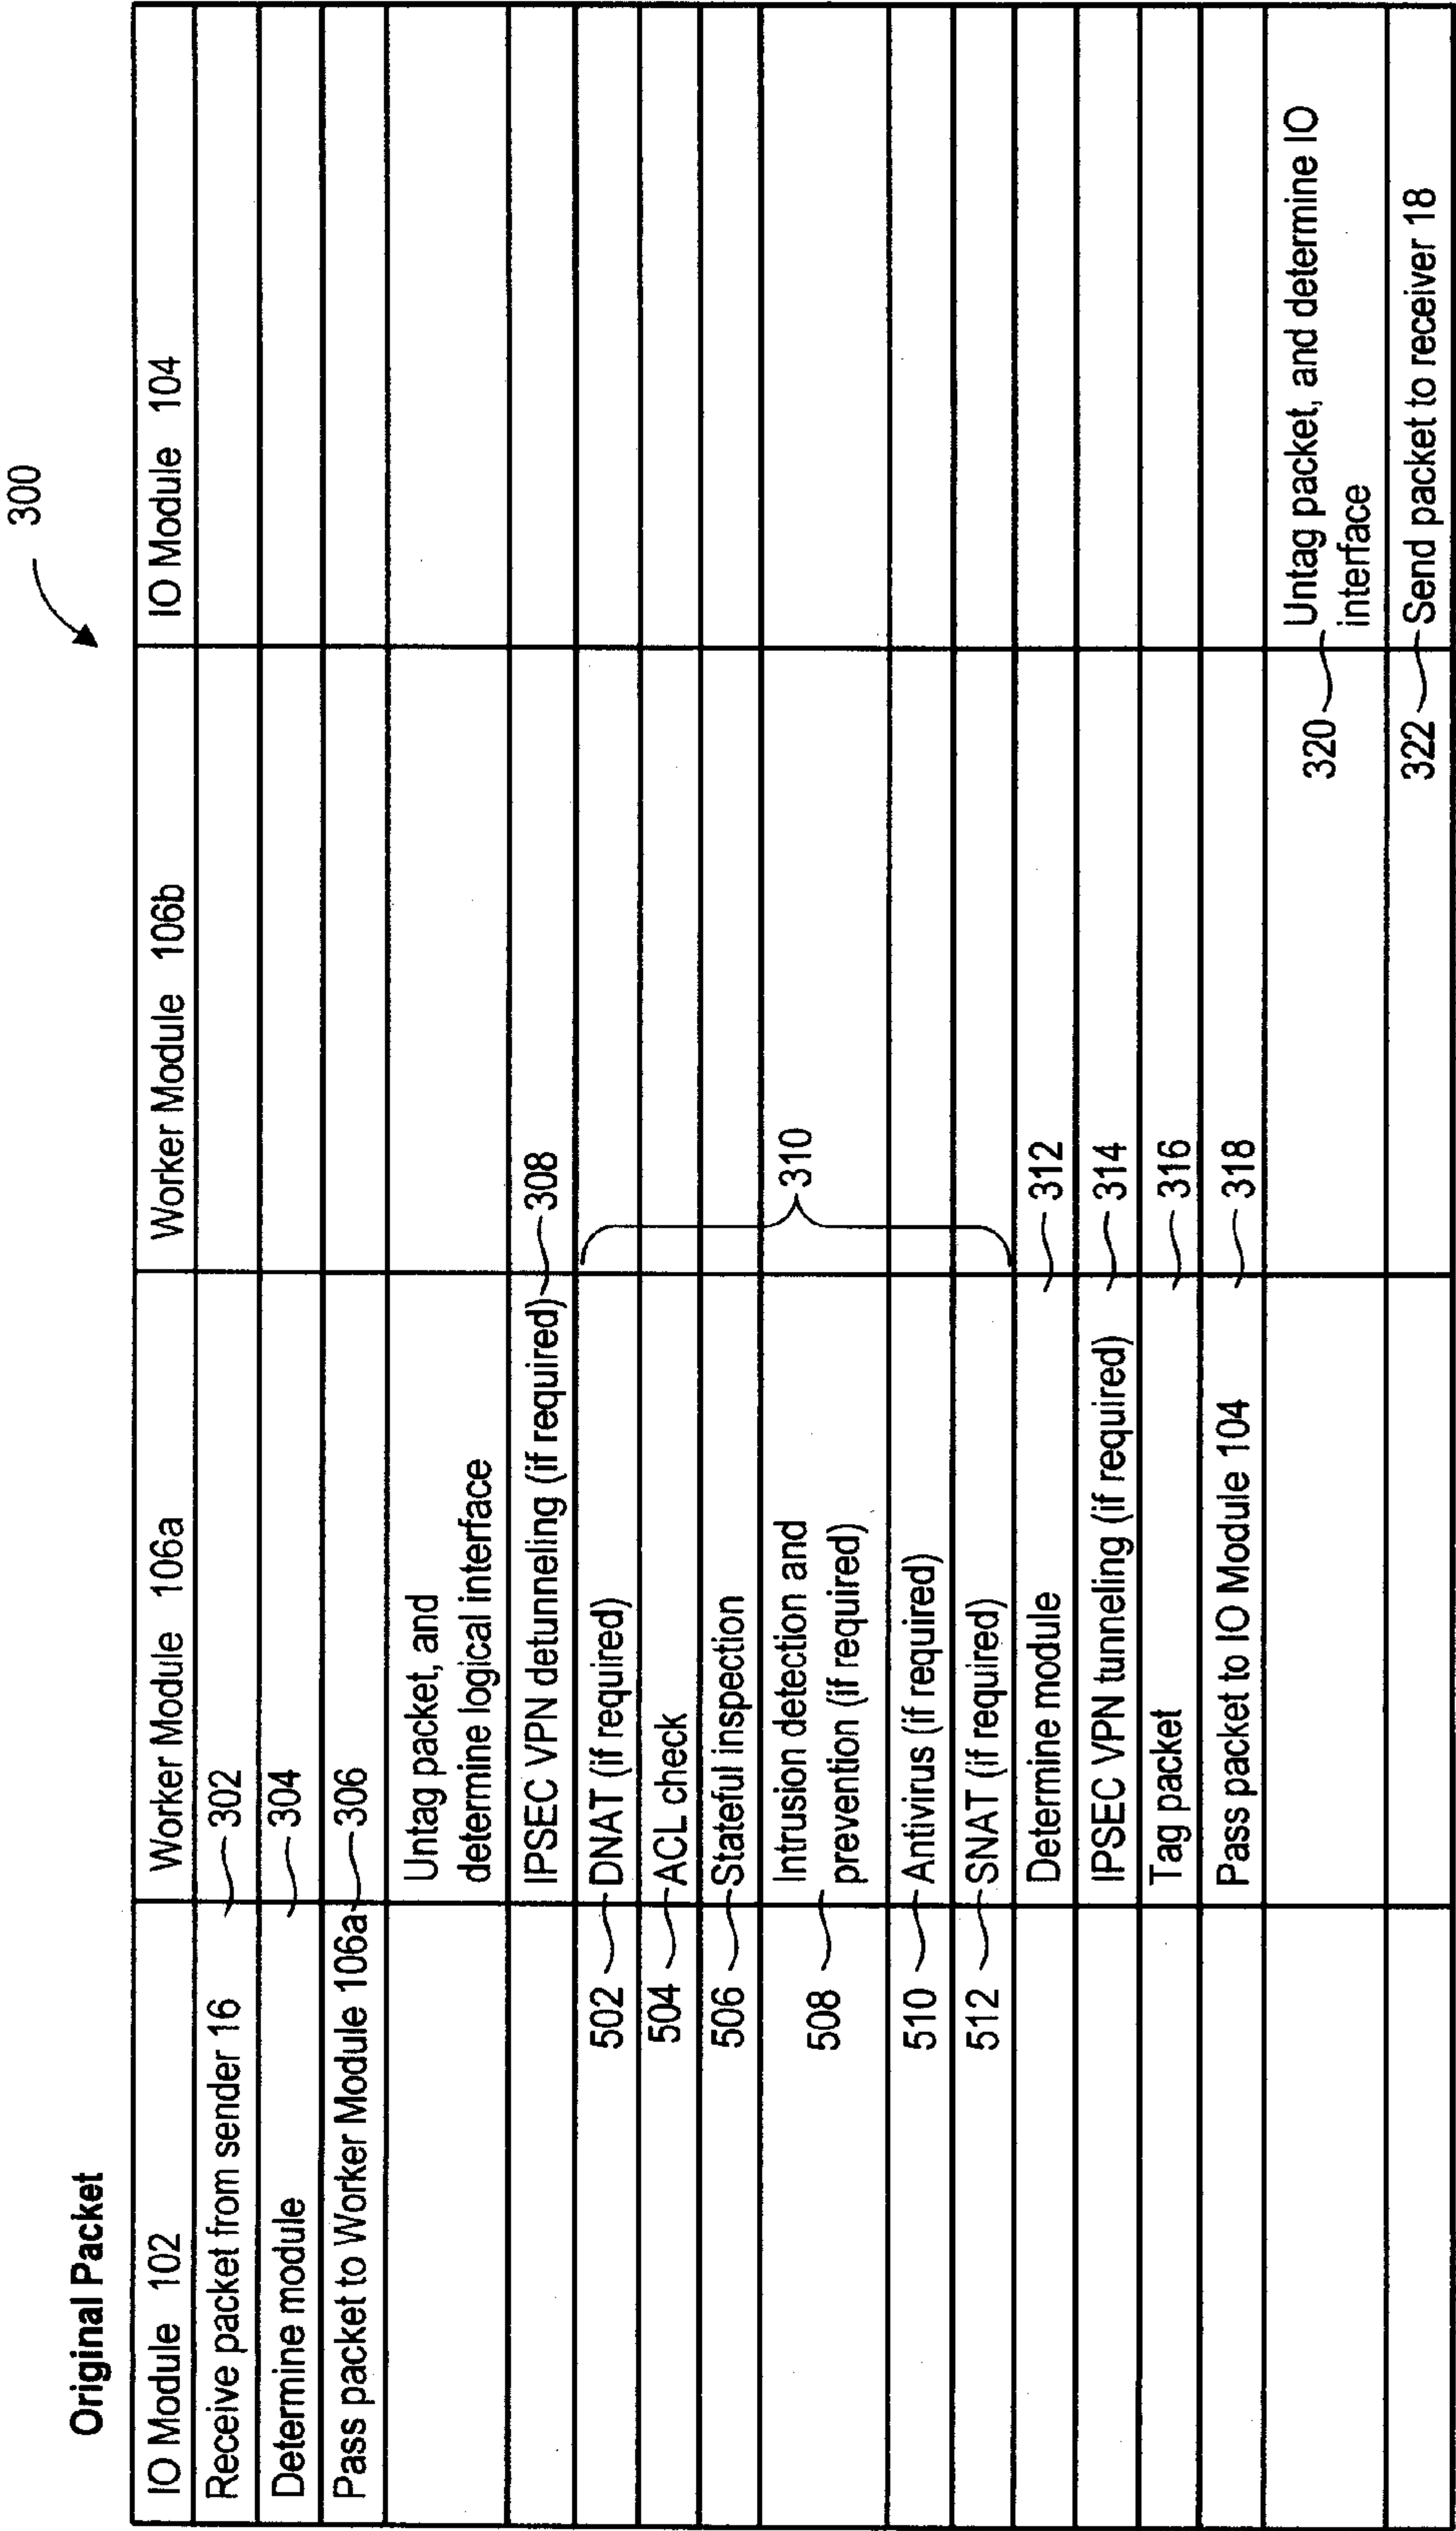 300
Original Packet
IO Module 102 Worker Module 106a Worker Module 106b IO Module 104
Receive packet from sender 16 302
Determine module 304
Pass packet to Worker Module 106a 306
Untag packet, and
determine logical interface
IPSEC VPN detunneling (if required) 308
502 DNAT (if required)
504 ACL check
506 Stateful inspection
310
508 Intrusion detection and
prevention (if required)
510 Antivirus (if required)
512 SNAT (if required)
Determine module 312
IPSEC VPN tunneling (if required) 314
Tag packet 316
Pass packet to IO Module 104 318
320 Untag packet, and determine IO
interface
322 Send packet to receiver 18